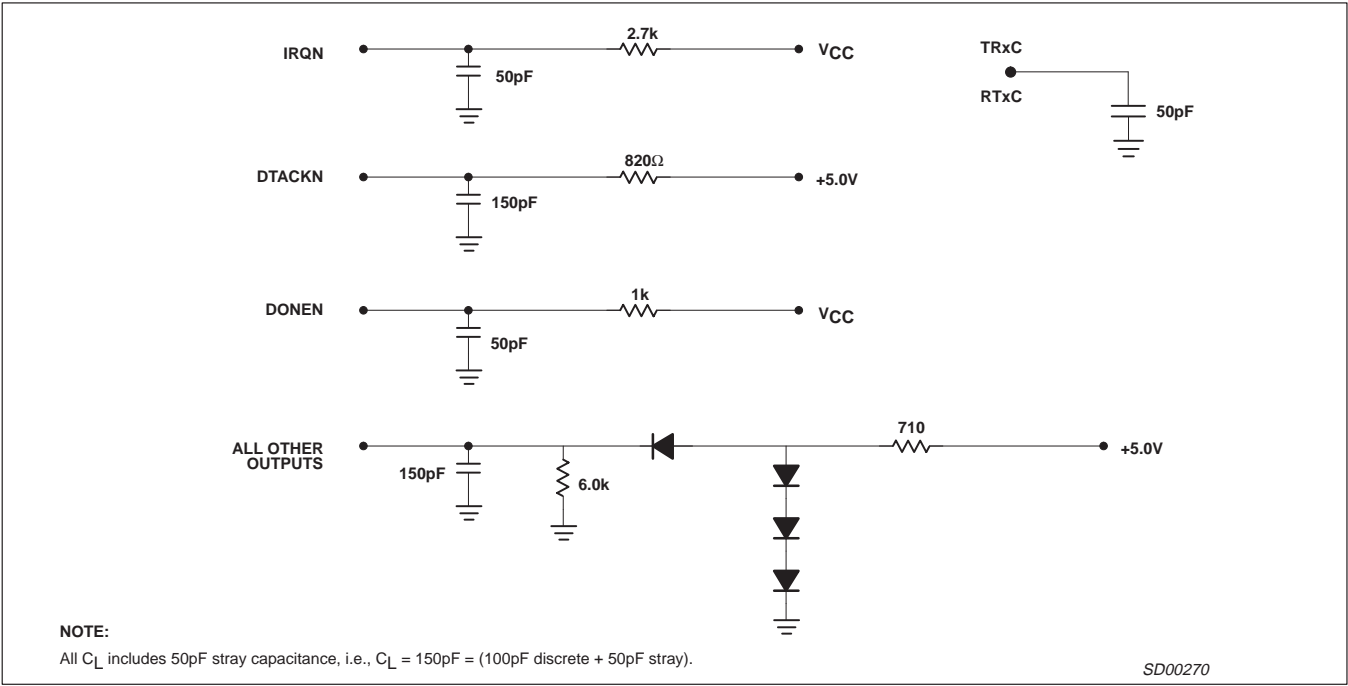 IRQN
2.7k
VCC
50pF
TRxC
RTxC
50pF
DTACKN
820Ω
+5.0V
150pF
DONEN
1k
VCC
50pF
ALL OTHER
OUTPUTS
710
+5.0V
150pF
6.0k
NOTE:
All CL includes 50pF stray capacitance, i.e., CL = 150pF = (100pF discrete + 50pF stray).
SD00270